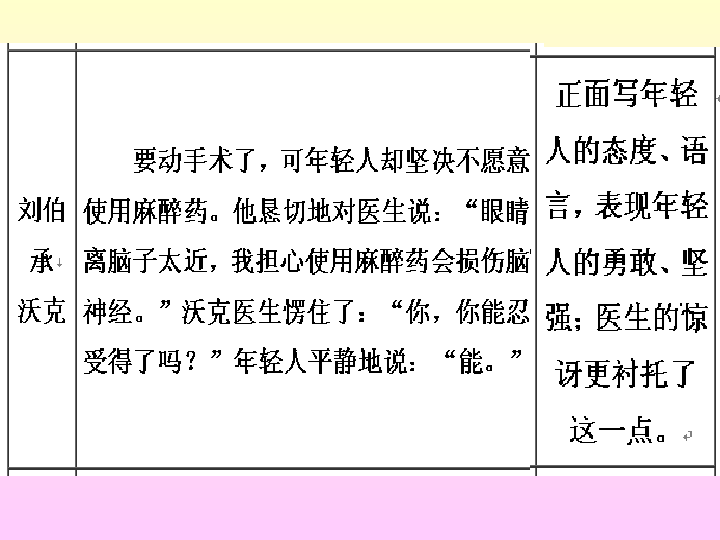 刘伯
承
沃克
要动手术了，可年轻人却坚决不愿意
使用麻醉药。他恳切地对医生说：“眼睛
离脑子太近，我担心使用麻醉药会损伤脑
神经。”沃克医生愣住了：“你，你能忍
受得了吗？”年轻人平静地说：“能。”
正面写年轻
人的态度、语
言，表现年轻
人的勇敢、坚
强；医生的惊
讶更衬托了
这一点。